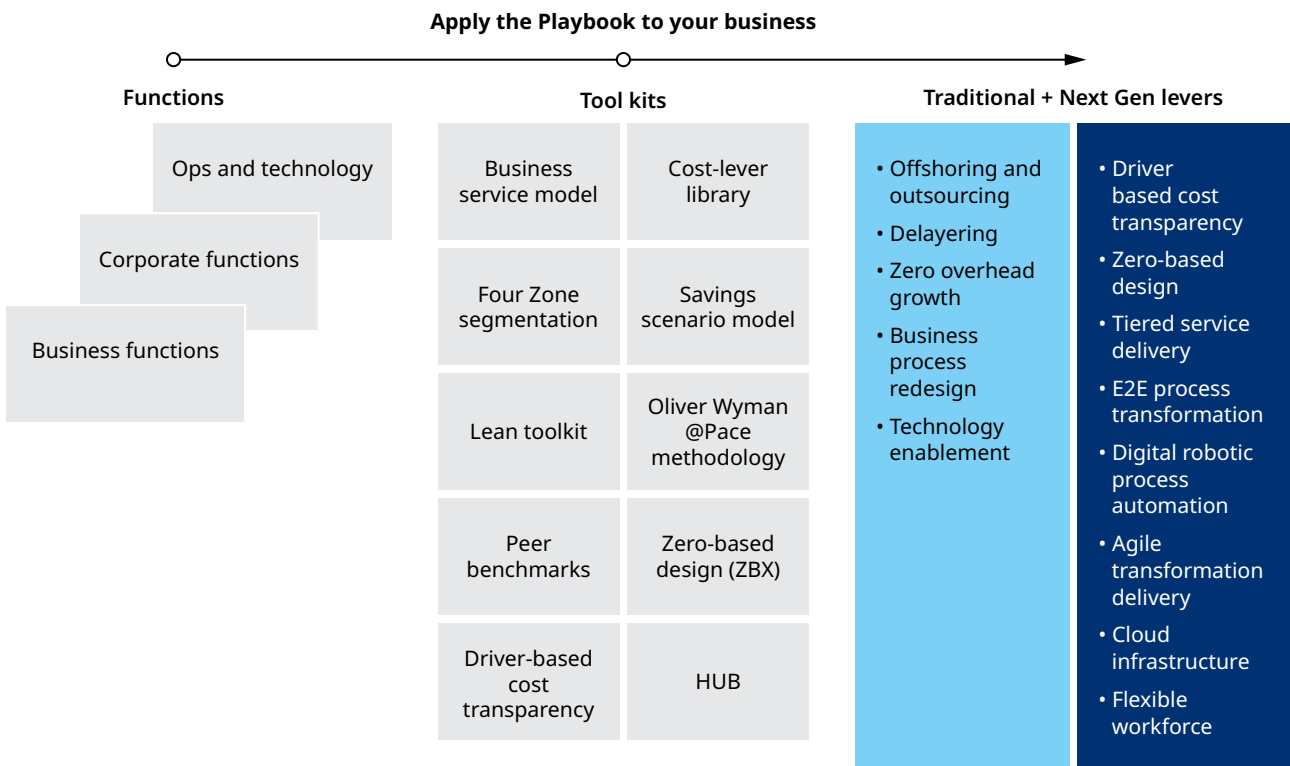 Apply the Playbook to your business
Functions
Ops and technology
Corporate functions
Business functions
Tool kits
Business
service model
Cost-lever
library
Four Zone
segmentation
Savings
scenario model
Lean toolkit
Oliver Wyman
@Pace
methodology
Peer
benchmarks
Zero-based
design (ZBX)
Driver-based
cost
transparency
HUB
Traditional + Next Gen levers
• Offshoring and
outsourcing
• Delayering
• Zero overhead
growth
• Business
process
redesign
• Technology
enablement
• Driver
based cost
transparency
• Zero-based
design
• Tiered service
delivery
• E2E process
transformation
• Digital robotic
process
automation
• Agile
transformation
delivery
• Cloud
infrastructure
• Flexible
workforce